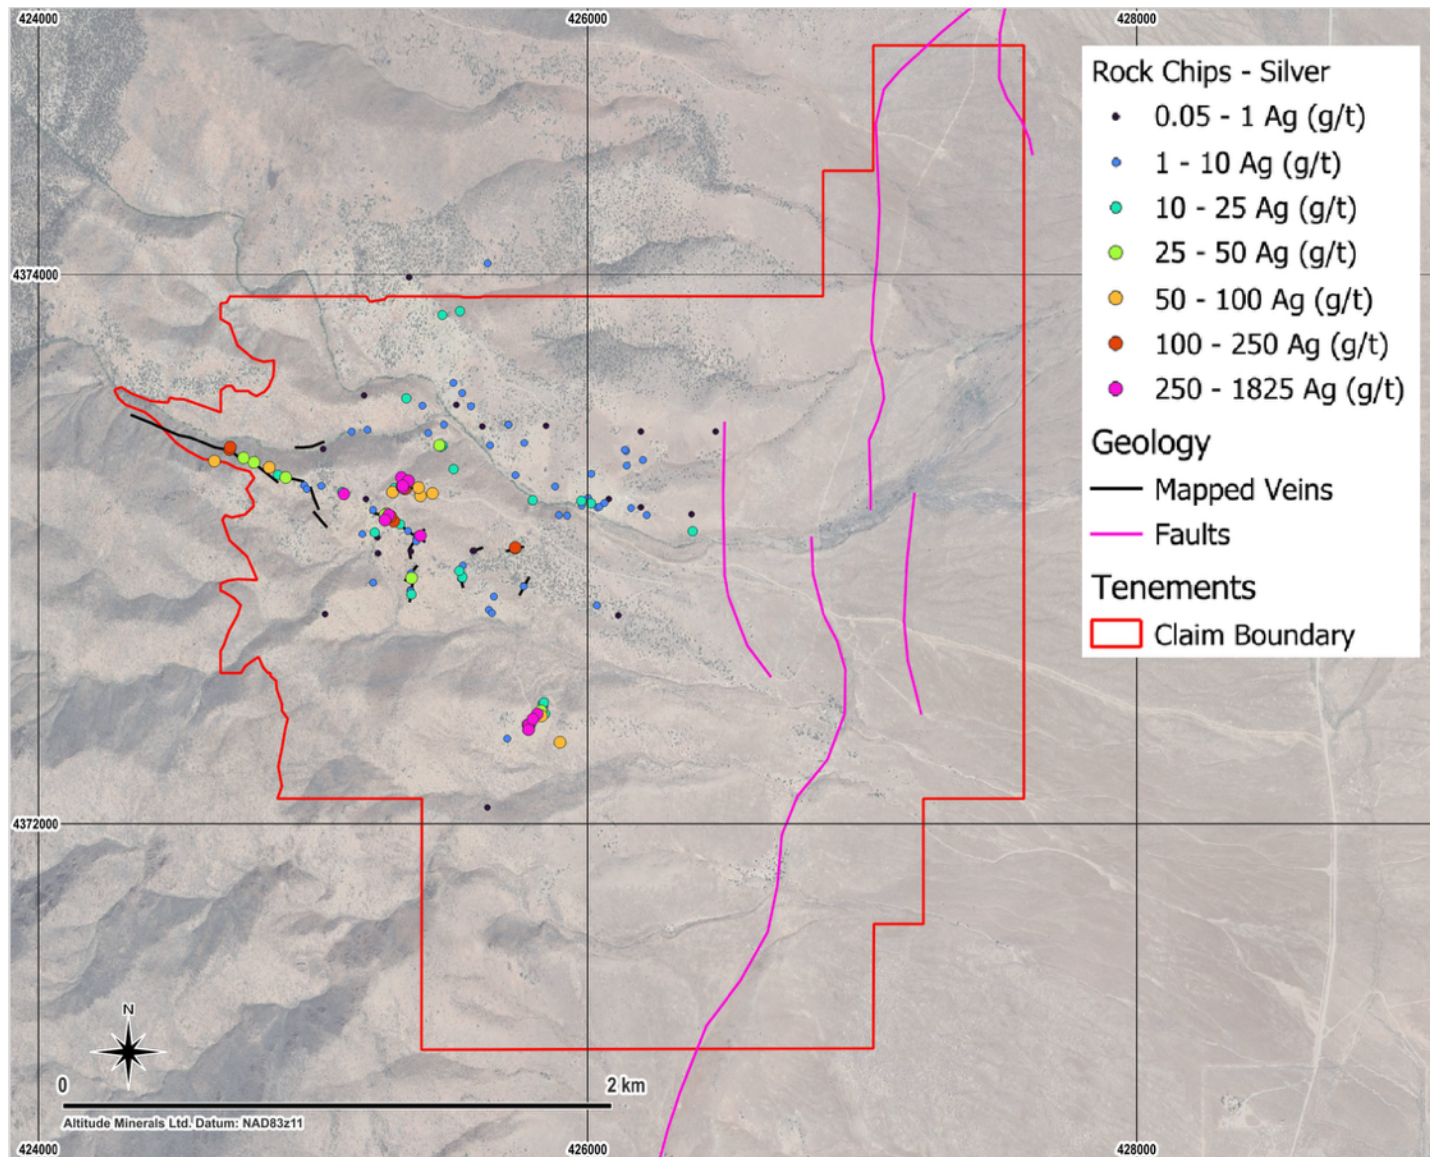 424000
426000
428000
Rock Chips - Silver
0.05 - 1 Ag (g/t)
1 - 10 Ag (g/t)
10 - 25 Ag (g/t)
25 - 50 Ag (g/t)
50 - 100 Ag (g/t)
100 - 250 Ag (g/t)
250 - 1825 Ag (g/t)
Geology
Mapped Veins
Faults
Tenements
Claim Boundary
4374000
4372000
N
0
2 km
Altitude Minerals Ltd. Datum: NAD83z11
424000
426000
428000